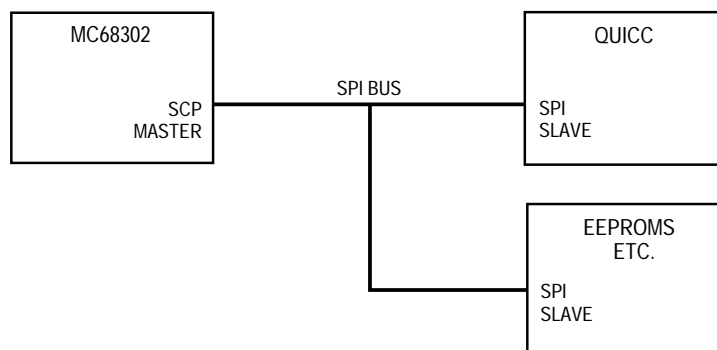 MC68302
SCP
MASTER
SPI BUS
QUICC
SPI
SLAVE
EEPROMS
ETC.
SPI
SLAVE